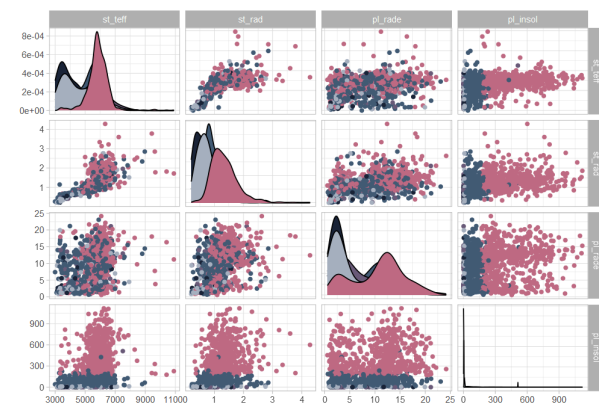 st_teff st_rad pl_rade pl_insol
8e-04
6e-04
4e-04
2e-04
0e+00
st_teff
4
3
2
1
st_rad
25
20
15
10
5
0
pl_rade
900
600
300
0
pl_insol
3000 5000 7000 9000 11000 1 2 3 4 0 5 10 15 20 25 0 300 600 900